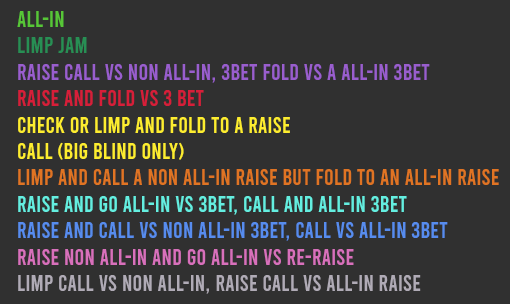 ALL-IN
LIMP JAM
RAISE CALL VS NON ALL-IN, 3BET FOLD VS A ALL-IN 3BET
RAISE AND FOLD VS 3 BET
CHECK OR LIMP AND FOLD TO A RAISE
CALL (BIG BLIND ONLY)
LIMP AND CALL A NON ALL-IN RAISE BUT FOLD TO AN ALL-IN RAISE
RAISE AND GO ALL-IN VS 3BET, CALL AND ALL-IN 3BET
RAISE AND CALL VS NON ALL-IN 3BET, CALL VS ALL-IN 3BET
RAISE NON ALL-IN AND GO ALL-IN VS RE-RAISE
LIMP CALL VS NON ALL-IN, RAISE CALL VS ALL-IN RAISE